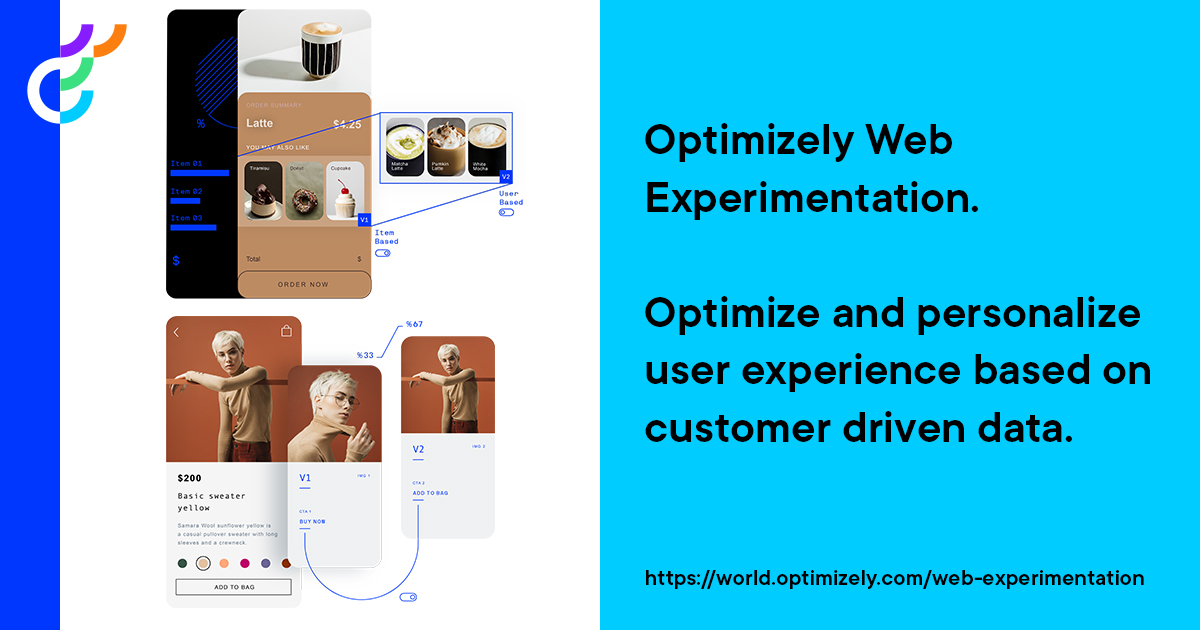 %
Item 01
Item 02
Item 03
$
ORDER SUMMARY
Latte
$4.25
YOU MAY ALSO LIKE
Tiramisu
Donut
Cupcake
V1
Total
$
ORDER NOW
Matcha
Latte
Pumkin
Latte
White
Mocha
V2
User
Based
Item
Based
%67
%33
$200
Basic sweater
yellow
Samara Wool sunflower yellow is
a casual pullover sweater with long
sleeves and a crewneck.
ADD TO BAG
V1
IMG 1
CTA 1
BUY NOW
V2
IMG 2
CTA 2
ADD TO BAG
Optimizely Web
Experimentation.
Optimize and personalize
user experience based on
customer driven data.
https://world.optimizely.com/web-experimentation